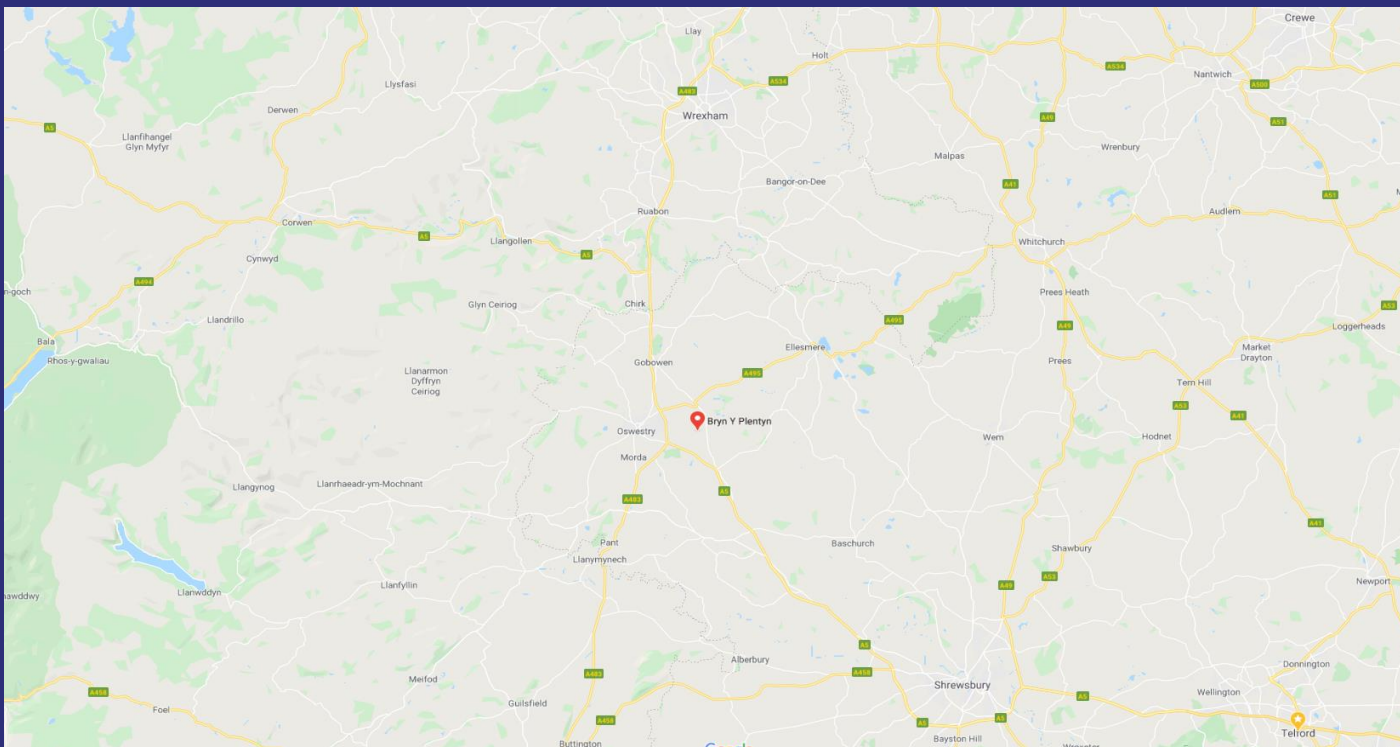 Crewe
Llay
Holt
A534
A534
Nantwich
A500
Llysfasi
A483
Wrexham
Derwen
A49
A51
A5
Llanfihangel
Glyn Myfyr
Wrenbury
Malpas
Bangor-on-Dee
A41
A51
Ruabon
Audlem
Corwen
A5
Llangollen
A5
Whitchurch
Cynwyd
A494
n-goch
Prees Heath
Glyn Ceiriog
Chirk
A53
Llandrillo
A495
A49
Loggerheads
Bala
Ellesmere
Market
Drayton
Rhos-y-gwaliau
Gobowen
Prees
Llanarmon
Dyffryn
Ceiriog
A495
Tern Hill
A53
A41
Bryn Y Plentyn
Oswestry
Wem
Hodnet
Morda
Llangynog
Llanrhaeadr-ym-Mochnant
A5
A483
A41
Pant
Baschurch
Shawbury
Llanymynech
A53
Newport
Llanfyllin
A49
Llanwddyn
nawddwy
A5
Alberbury
Donnington
A483
A458
Meifod
Shrewsbury
A458
Wellington
A5
Guilsfield
Foel
A458
A5
A5
Telford
Buttington
Bayston Hill